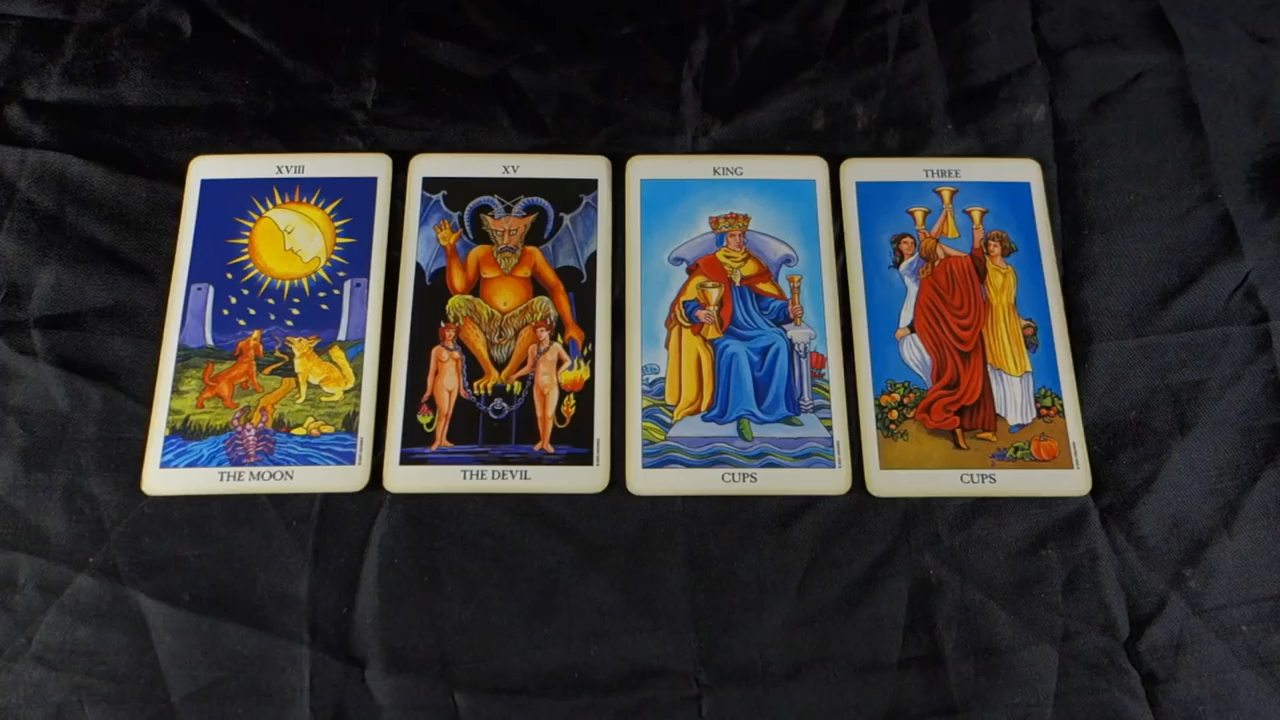 XVIII
THE MOON
XV
THE DEVIL
KING
CUPS
THREE
CUPS